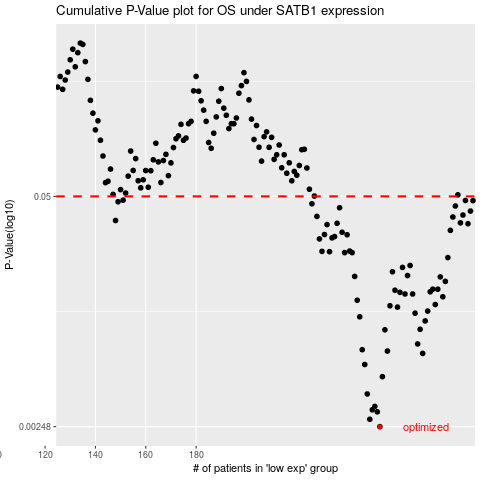 Cumulative P-Value plot for OS under SATB1 expression
P-Value(log10)
0.05
0.00248
optimized
0
120
140
160
180
# of patients in 'low exp' group